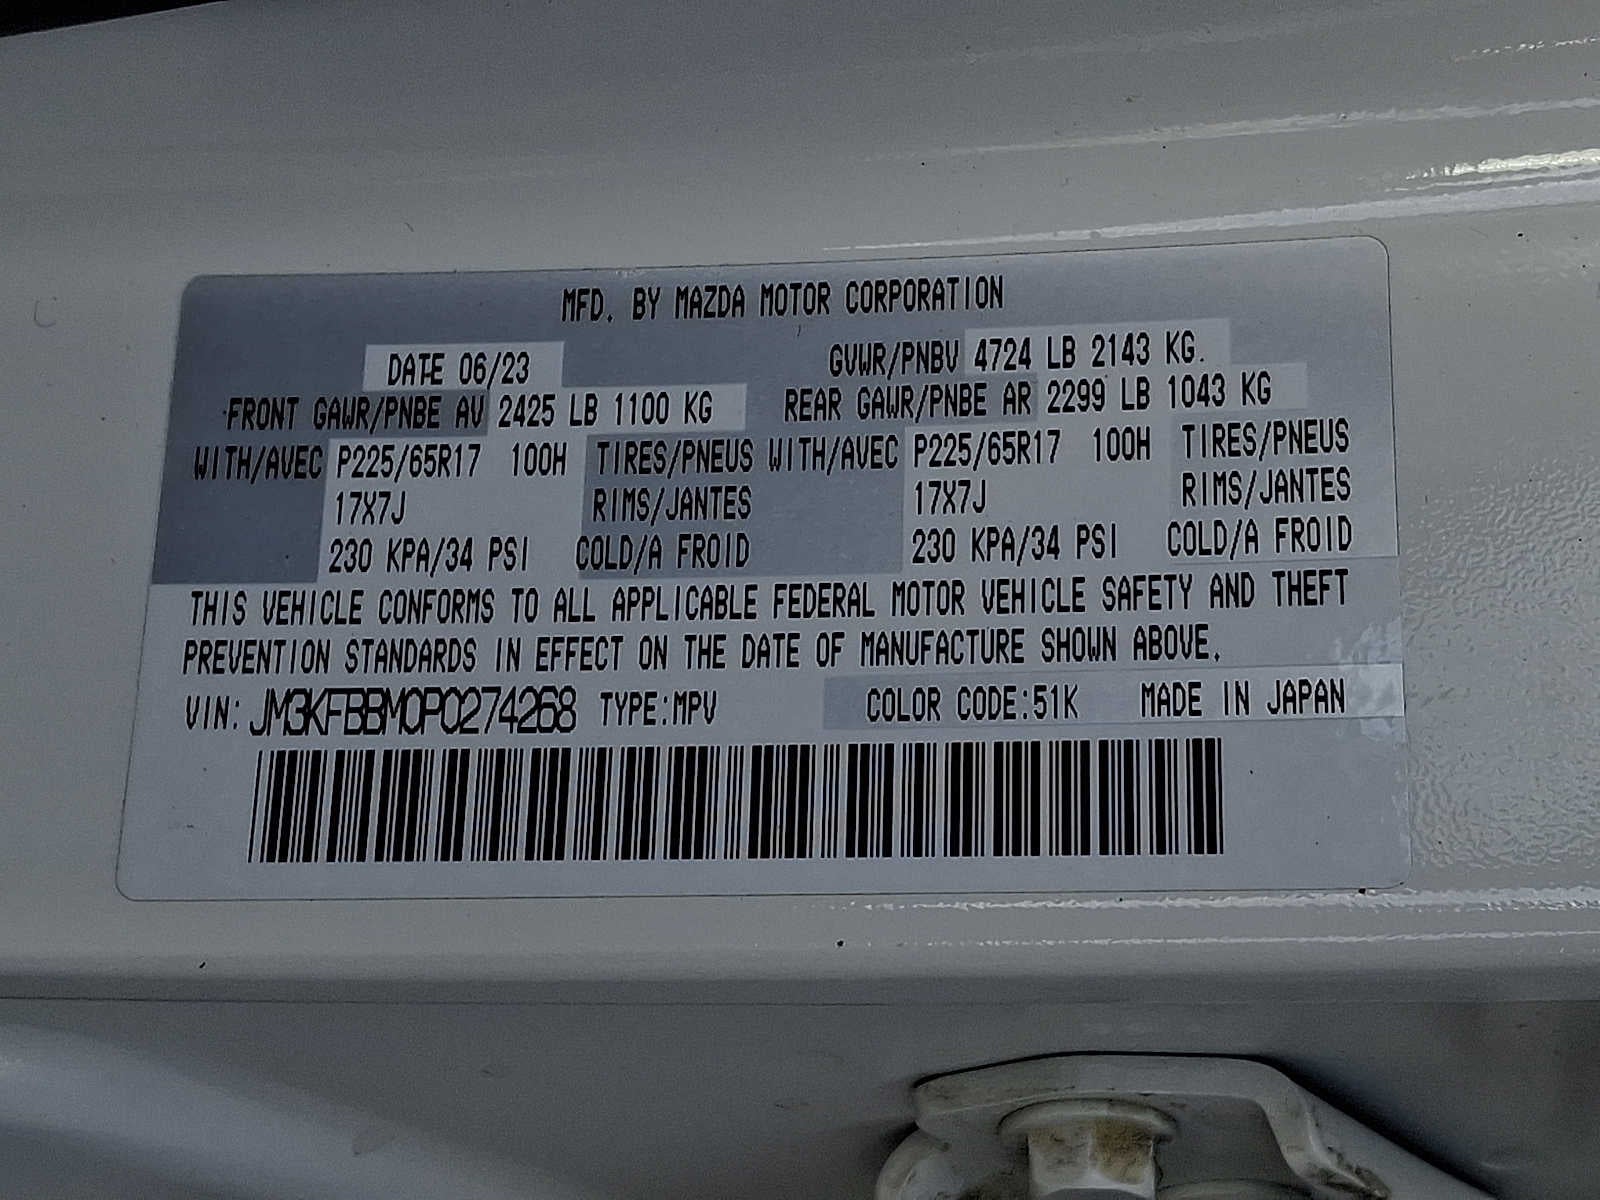 MFD. BY MAZDA MOTOR CORPORATION
DATE 06/23 GVWR/PNBV 4724 LB 2143 KG.
FRONT GAWR/PNBE AV 2425 LB 1100 KG REAR GAWR/PNBE AR 2299 LB 1043 KG
WITH/AVEC P225/65R17 100H TIRES/PNEUS WITH/AVEC P225/65R17 100H TIRES/PNEUS
17X7J RIMS/JANTES 17X7J RIMS/JANTES
230 KPA/34 PSI COLD/A FROID 230 KPA/34 PSI COLD/A FROID
THIS VEHICLE CONFORMS TO ALL APPLICABLE FEDERAL MOTOR VEHICLE SAFETY AND THEFT
PREVENTION STANDARDS IN EFFECT ON THE DATE OF MANUFACTURE SHOWN ABOVE.
VIN: JM3KFBBM0P0274268 TYPE:MPV COLOR CODE:51K MADE IN JAPAN